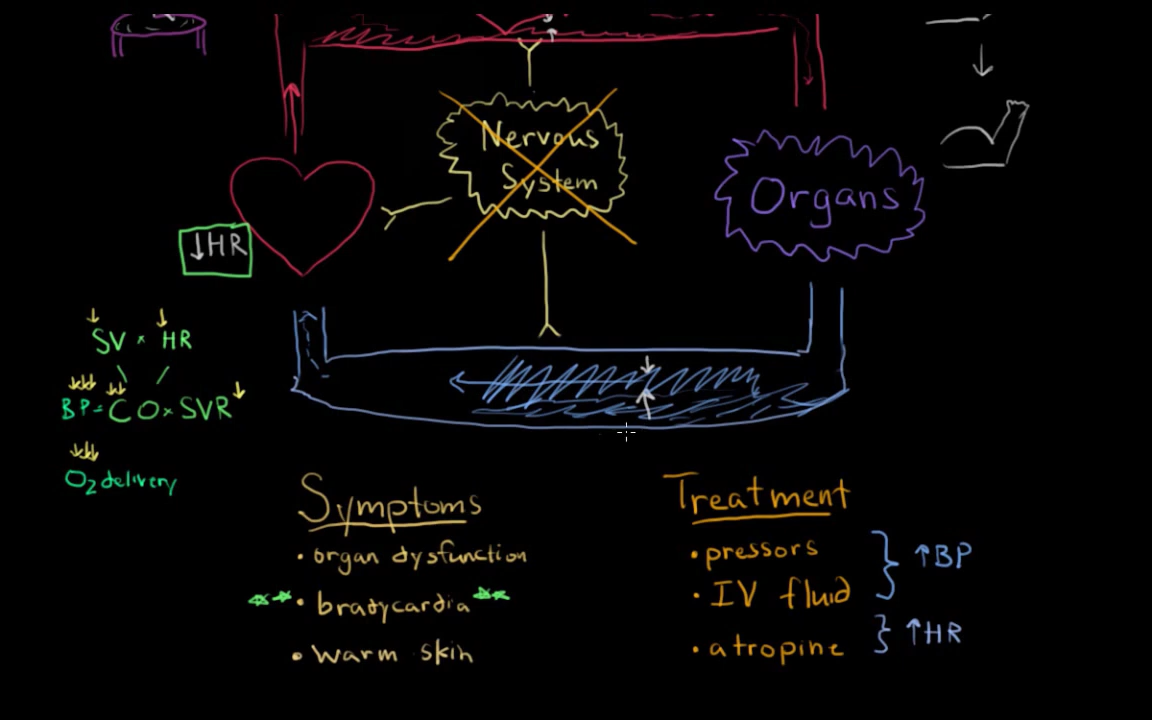 Nervous
System
Organs
↓HR
SV × HR
BP = CO × SVR
O₂ delivery
Symptoms
• organ dysfunction
• bradycardia
• warm skin
Treatment
• pressors
• IV fluid
• atropine
↑BP
↑HR